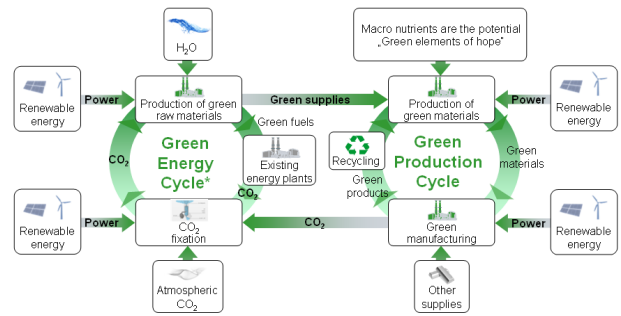 Macro nutrients are the potential
„Green elements of hope“
H₂O
Renewable
energy
Power
Production of green
raw materials
Green supplies
Production of
green materials
Power
Renewable
energy
Green fuels
CO₂
Green
Energy
Cycle*
Existing
energy plants
CO₂
Recycling
Green
products
Green
Production
Cycle
Green
materials
Renewable
energy
Power
CO₂
fixation
CO₂
Green
manufacturing
Power
Renewable
energy
Atmospheric
CO₂
Other
supplies